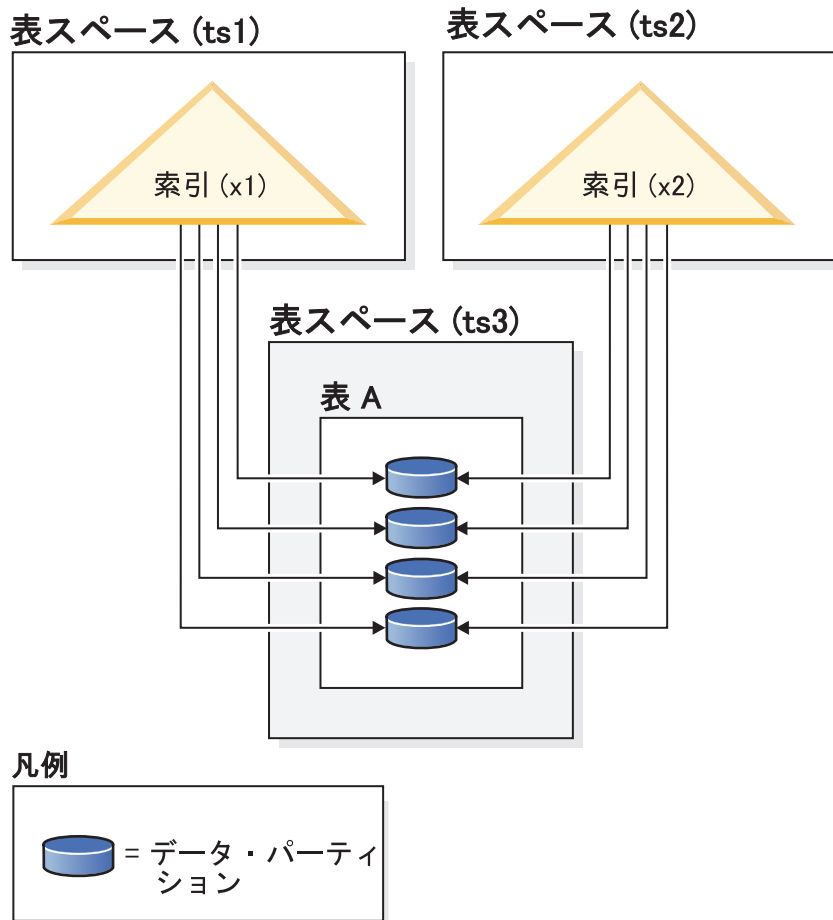 表スペース (ts1)
表スペース (ts2)
索引 (x1)
索引 (x2)
表スペース (ts3)
表 A
凡例
= データ・パーティ
ション